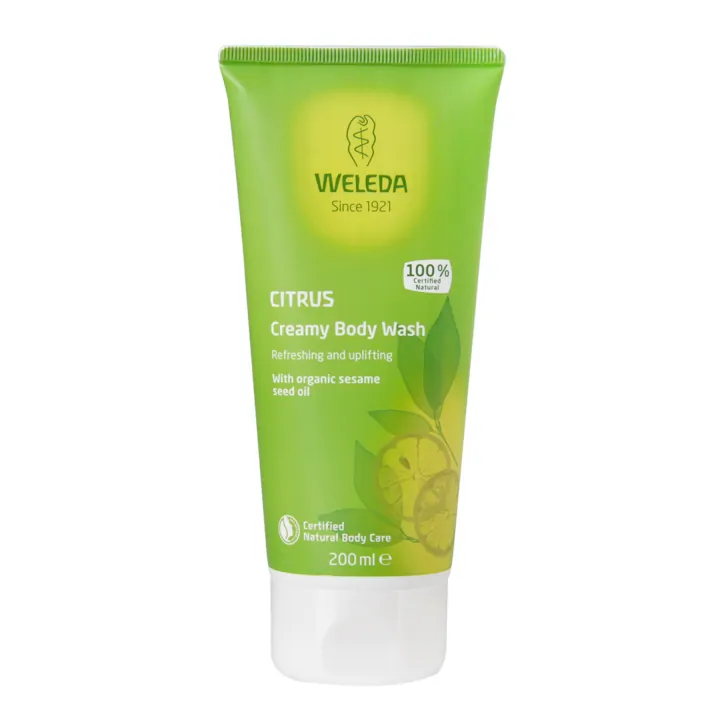 WELEDA
Since 1921
100%
Certified
Natural
CITRUS
Creamy Body Wash
Refreshing and uplifting
With organic sesame
seed oil
Certified
Natural Body Care
200 ml ℮